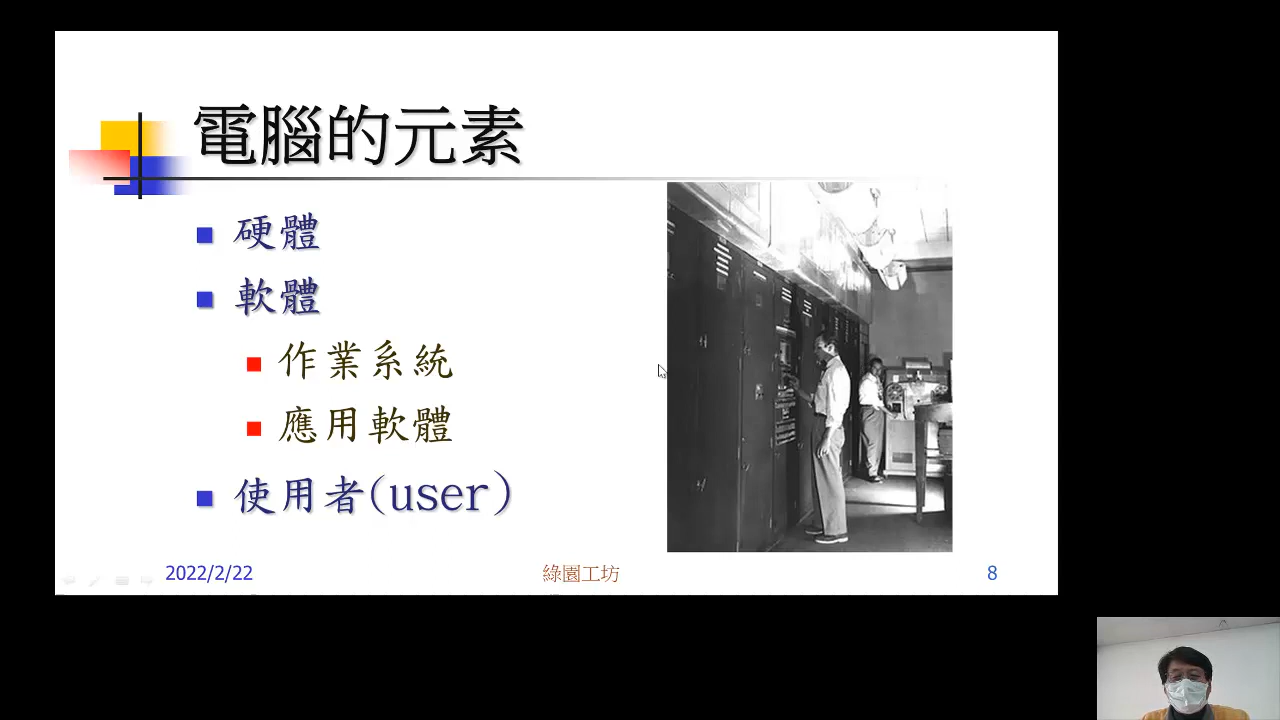 電腦的元素
硬體
軟體
作業系統
應用軟體
使用者(user)
2022/2/22
綠園工坊
8